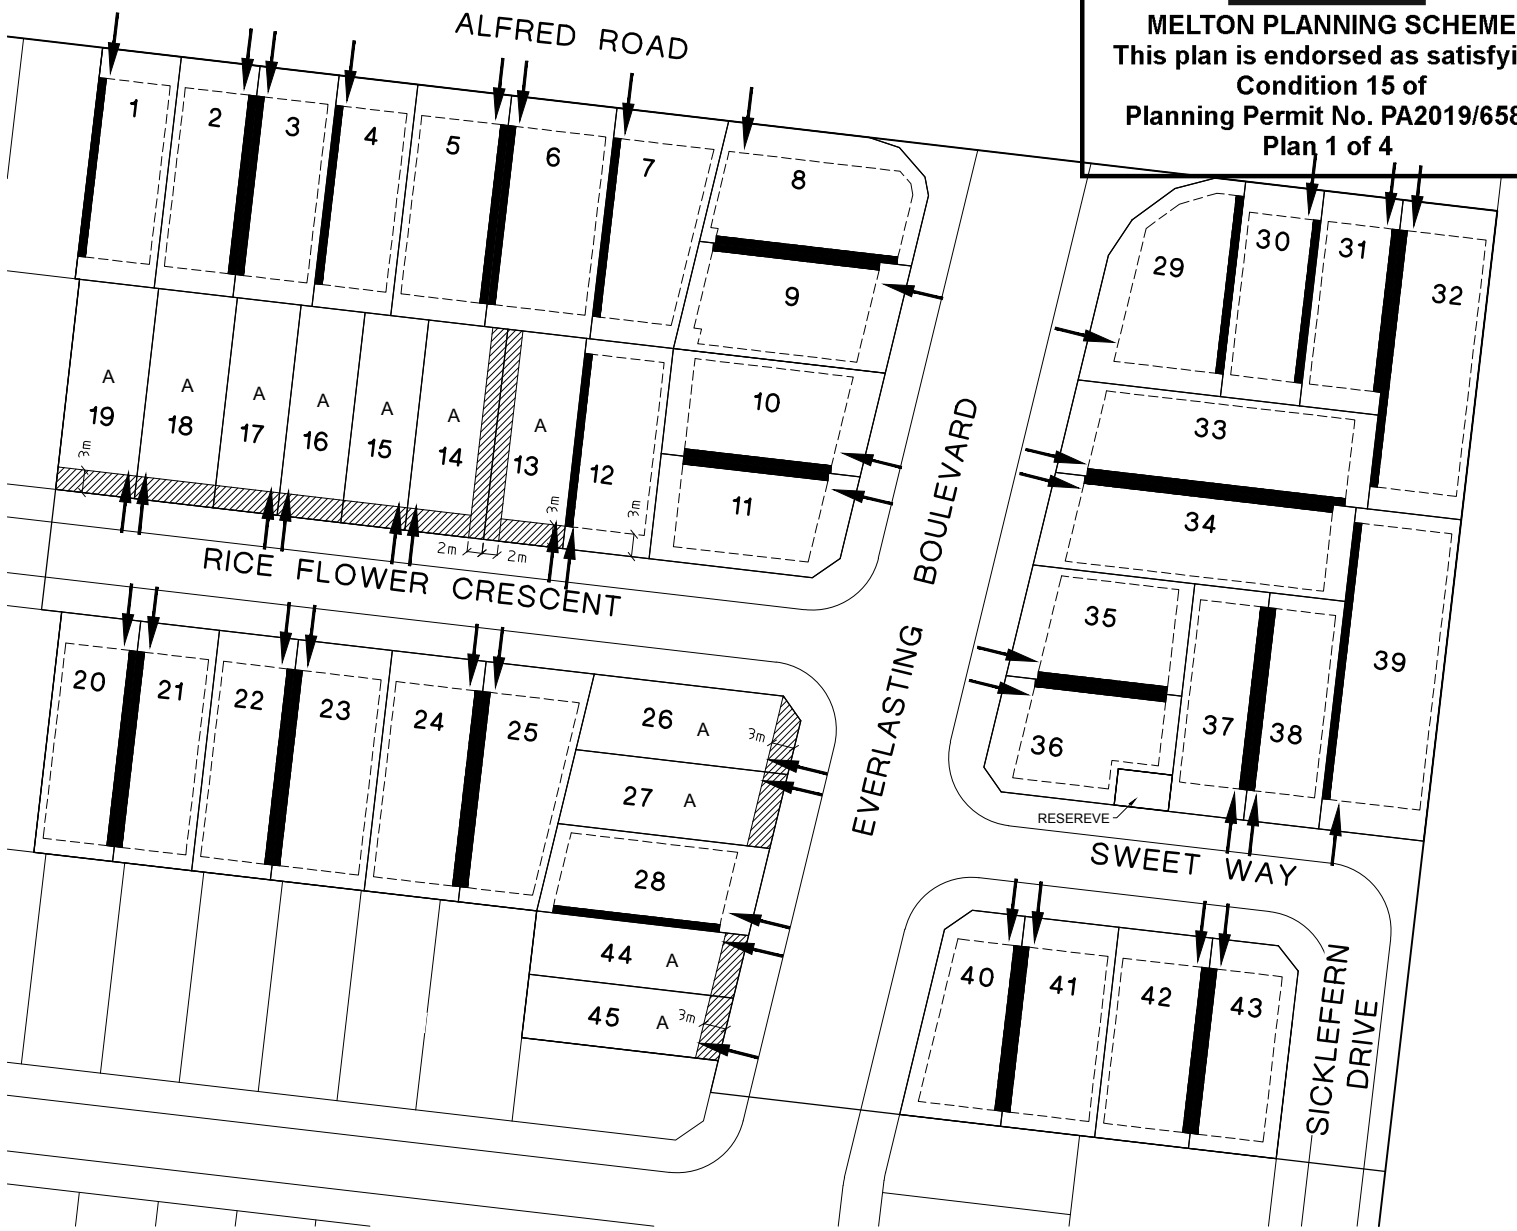 ALFRED ROAD
MELTON PLANNING SCHEME
This plan is endorsed as satisfyi
Condition 15 of
Planning Permit No. PA2019/658
Plan 1 of 4
1
2
3
4
5
6
7
8
9
10
11
29
30
31
32
33
34
A
19
3m
A
18
A
17
A
16
A
15
A
14
A
13
3m
12
3m
2m
2m
RICE FLOWER CRESCENT
EVERLASTING BOULEVARD
35
36
37
38
39
RESEREVE
SWEET WAY
20
21
22
23
24
25
26 A
3m
27 A
28
44 A
45 A
3m
40
41
42
43
SICKLEFERN
DRIVE